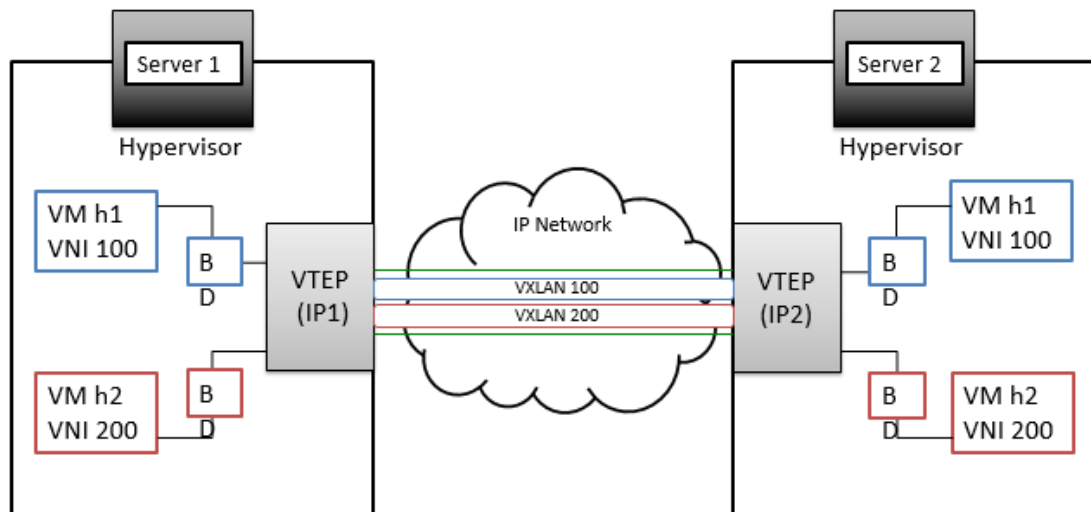 Server 1
Hypervisor
VM h1
VNI 100
B
D
VTEP
(IP1)
VM h2
VNI 200
B
D
IP Network
VXLAN 100
VXLAN 200
Server 2
Hypervisor
VTEP
(IP2)
B
D
VM h1
VNI 100
B
D
VM h2
VNI 200